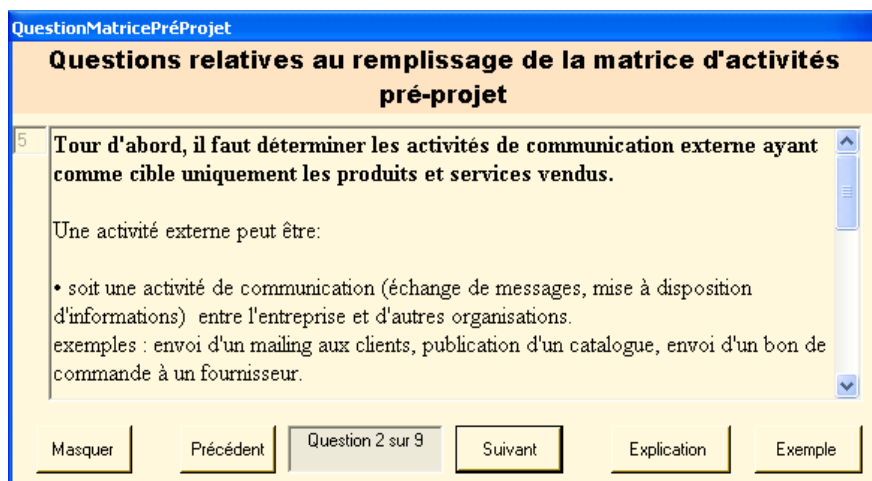 QuestionMatricePréProjet
Questions relatives au remplissage de la matrice d'activités
pré-projet
5
Tour d'abord, il faut déterminer les activités de communication externe ayant
comme cible uniquement les produits et services vendus.
Une activité externe peut être:
• soit une activité de communication (échange de messages, mise à disposition
d'informations)  entre l'entreprise et d'autres organisations.
exemples : envoi d'un mailing aux clients, publication d'un catalogue, envoi d'un bon de
commande à un fournisseur.
Masquer Précédent Question 2 sur 9 Suivant Explication Exemple